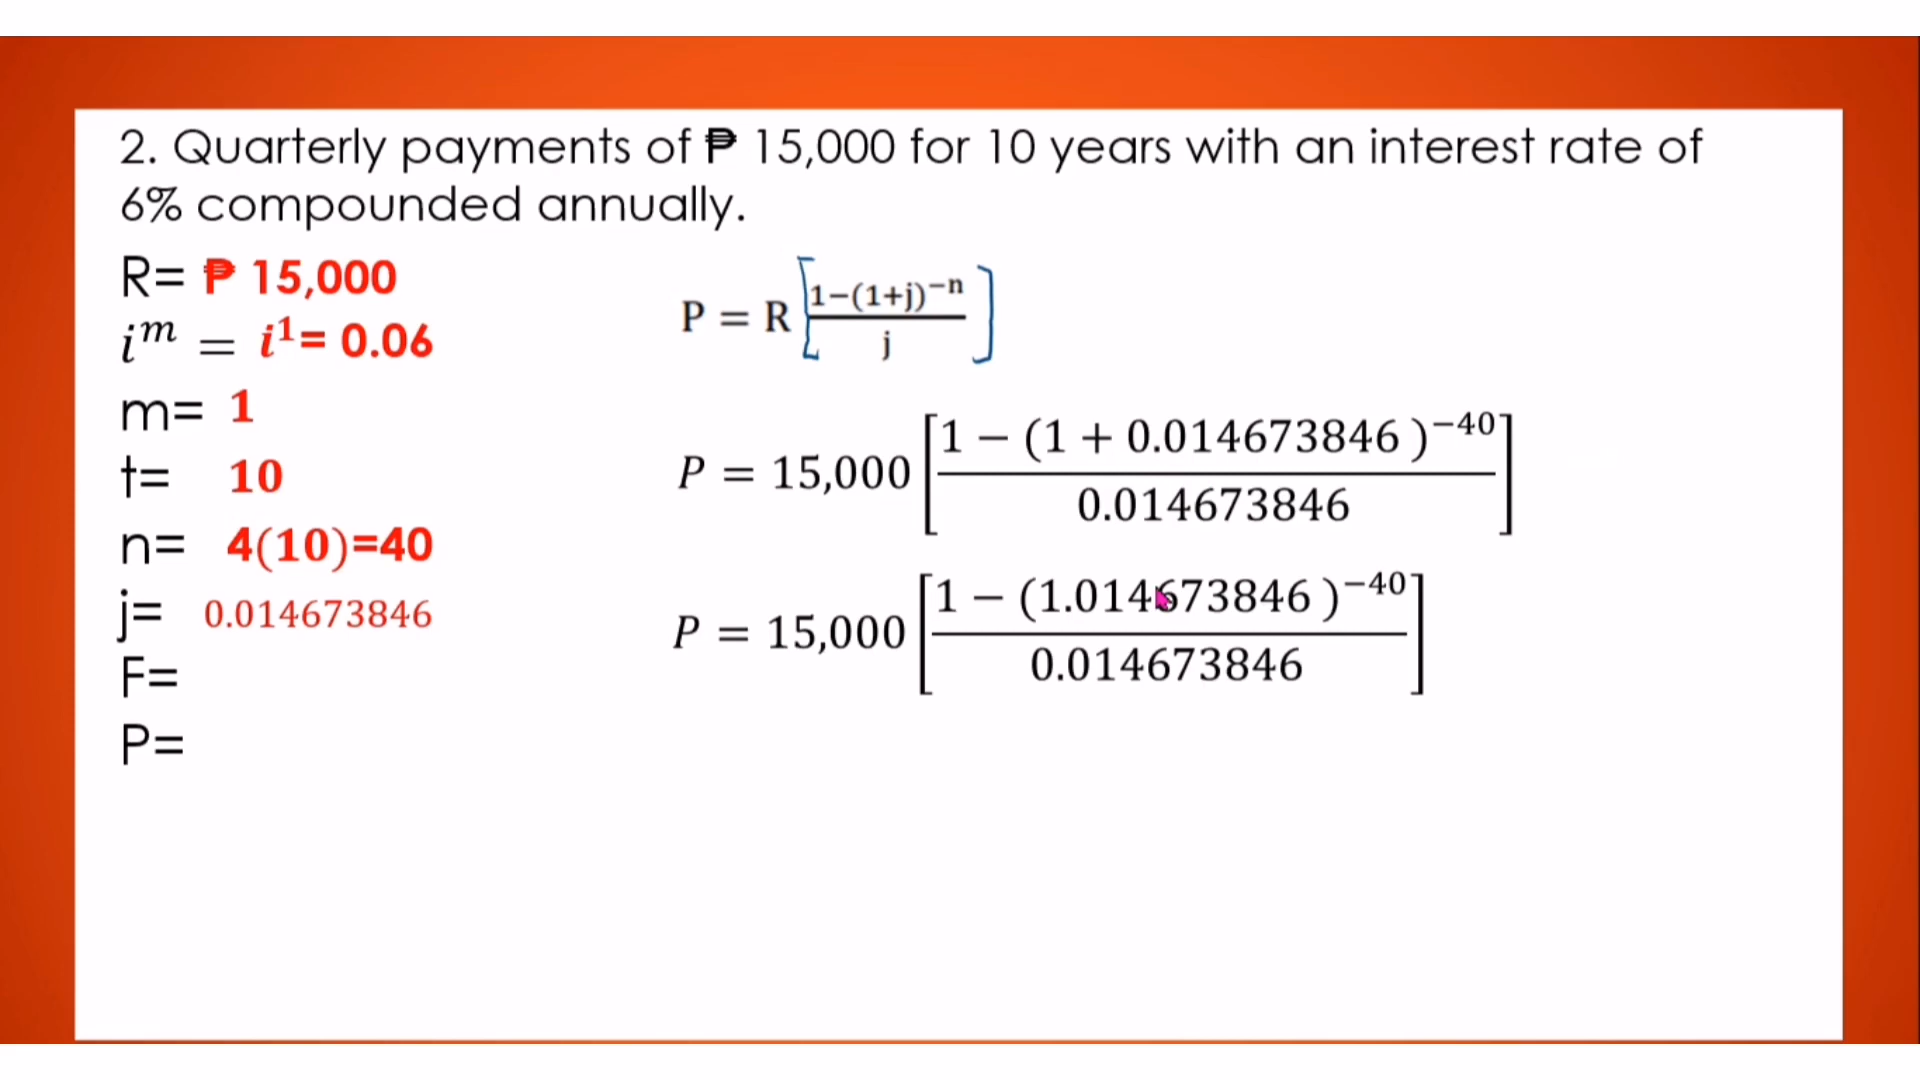 2. Quarterly payments of ₱ 15,000 for 10 years with an interest rate of
6% compounded annually.
R= ₱ 15,000
i^m = i^1= 0.06
m= 1
t= 10
n= 4(10)=40
j= 0.014673846
F=
P=
P = R [1−(1+j)^−n / j]
P = 15,000 [1 − (1 + 0.014673846 )^−40 / 0.014673846]
P = 15,000 [1 − (1.014673846 )^−40 / 0.014673846]